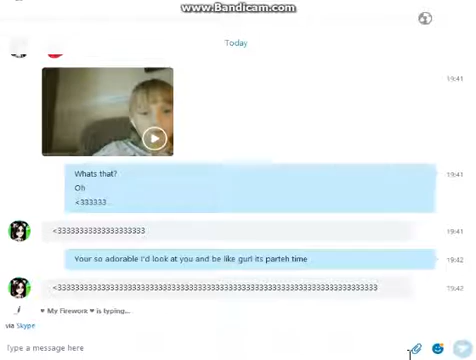 www.Bandicam.com
Today
19:41
Whats that?
19:41
Oh
<333333...
<33333333333333333333
19:41
Your so adorable i'd look at you and be like gurl its parteh time
19:42
19:42
♥ My Firework ♥ is typing...
via Skype
Type a message here